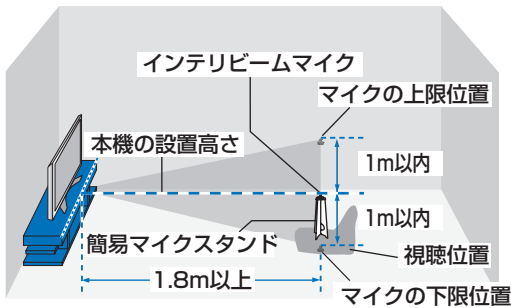 インテリビームマイク
マイクの上限位置
本機の設置高さ
1m以内
1m以内
簡易マイクスタンド
視聴位置
1.8m以上
マイクの下限位置